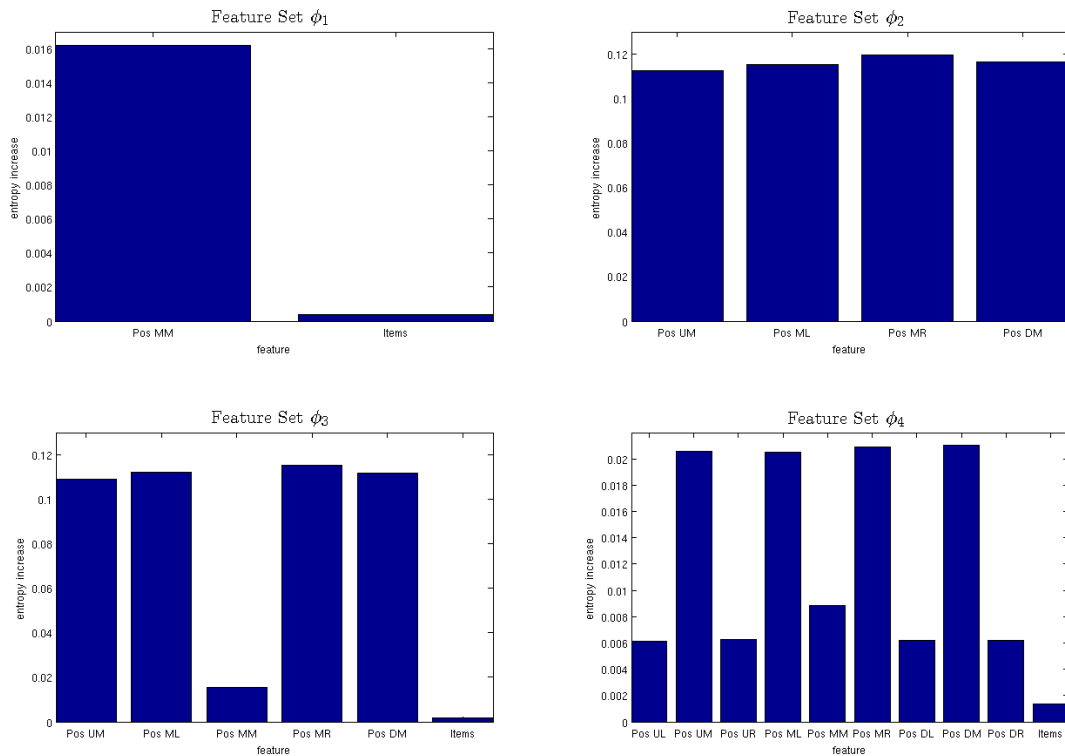 Feature Set ϕ₁
0.016
0.014
0.012
0.01
0.008
0.006
0.004
0.002
0
entropy increase
Pos MM Items
feature
Feature Set ϕ₂
0.12
0.1
0.08
0.06
0.04
0.02
0
entropy increase
Pos UM Pos ML Pos MR Pos DM
feature
Feature Set ϕ₃
0.12
0.1
0.08
0.06
0.04
0.02
0
entropy increase
Pos UM Pos ML Pos MM Pos MR Pos DM Items
feature
Feature Set ϕ₄
0.02
0.018
0.016
0.014
0.012
0.01
0.008
0.006
0.004
0.002
0
entropy increase
Pos UL Pos UM Pos UR Pos ML Pos MM Pos MR Pos DL Pos DM Pos DR Items
feature